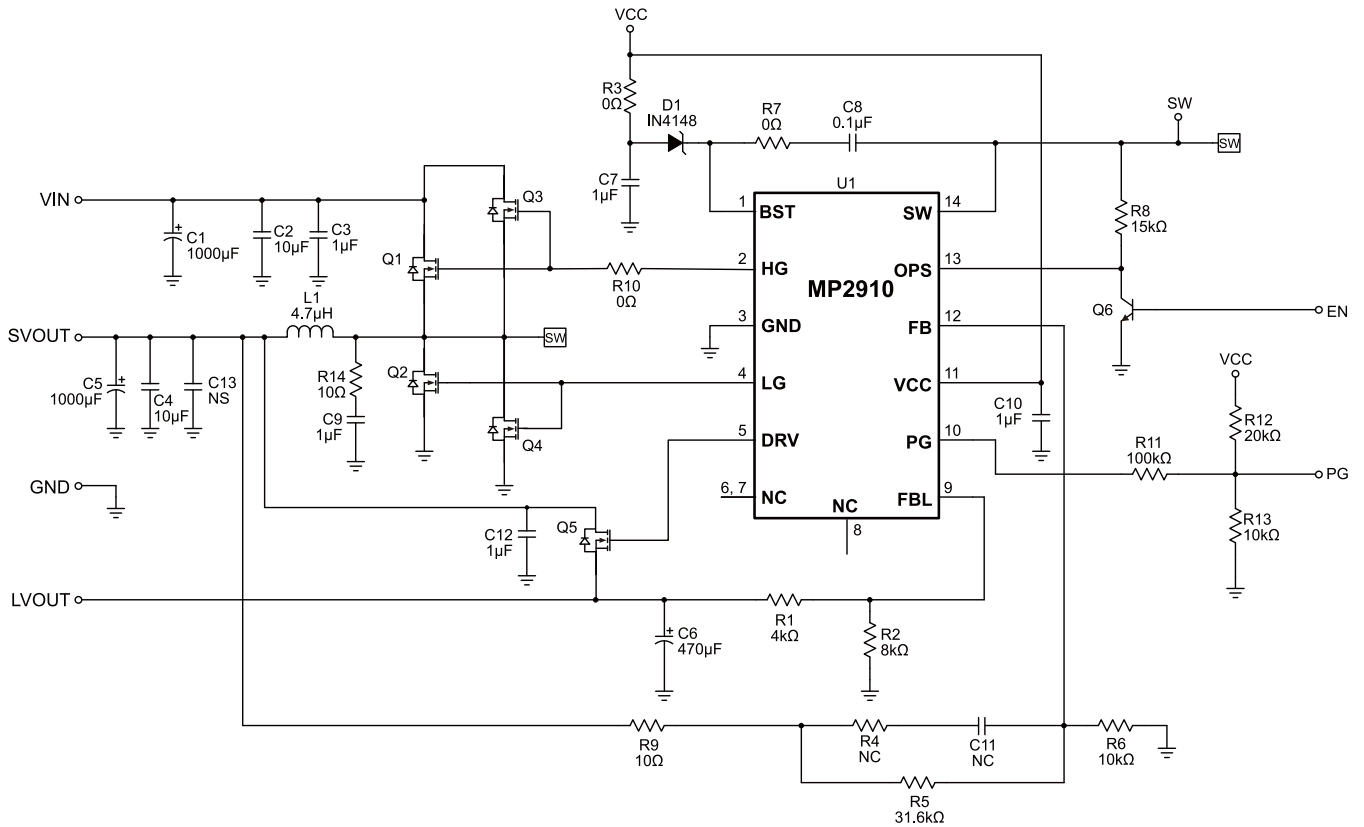 VCC
R3
0Ω
D1
IN4148
R7
0Ω
C8
0.1µF
SW
SW
C7
1µF
U1
1
BST
SW
14
R8
15kΩ
VIN
C1
1000µF
C2
10µF
C3
1µF
Q3
Q1
R10
0Ω
2
HG
OPS
13
MP2910
Q6
EN
L1
4.7µH
SVOUT
SW
3
GND
FB
12
C5
1000µF
C4
10µF
C13
NS
R14
10Ω
C9
1µF
Q2
Q4
4
LG
VCC
11
C10
1µF
VCC
R12
20kΩ
5
DRV
PG
10
R11
100kΩ
PG
GND
6, 7
NC
NC
8
FBL
9
R13
10kΩ
C12
1µF
Q5
LVOUT
C6
470µF
R1
4kΩ
R2
8kΩ
R9
10Ω
R4
NC
C11
NC
R6
10kΩ
R5
31.6kΩ